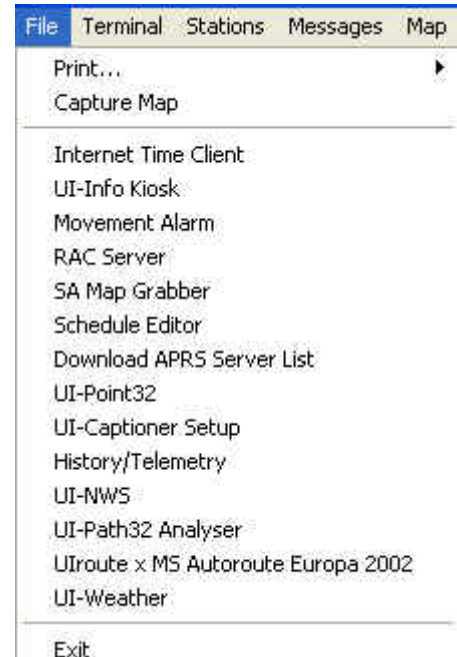 File Terminal Stations Messages Map
Print...
Capture Map
Internet Time Client
UI-Info Kiosk
Movement Alarm
RAC Server
SA Map Grabber
Schedule Editor
Download APRS Server List
UI-Point32
UI-Captioner Setup
History/Telemetry
UI-NWS
UI-Path32 Analyser
UIroute x MS Autoroute Europa 2002
UI-Weather
Exit